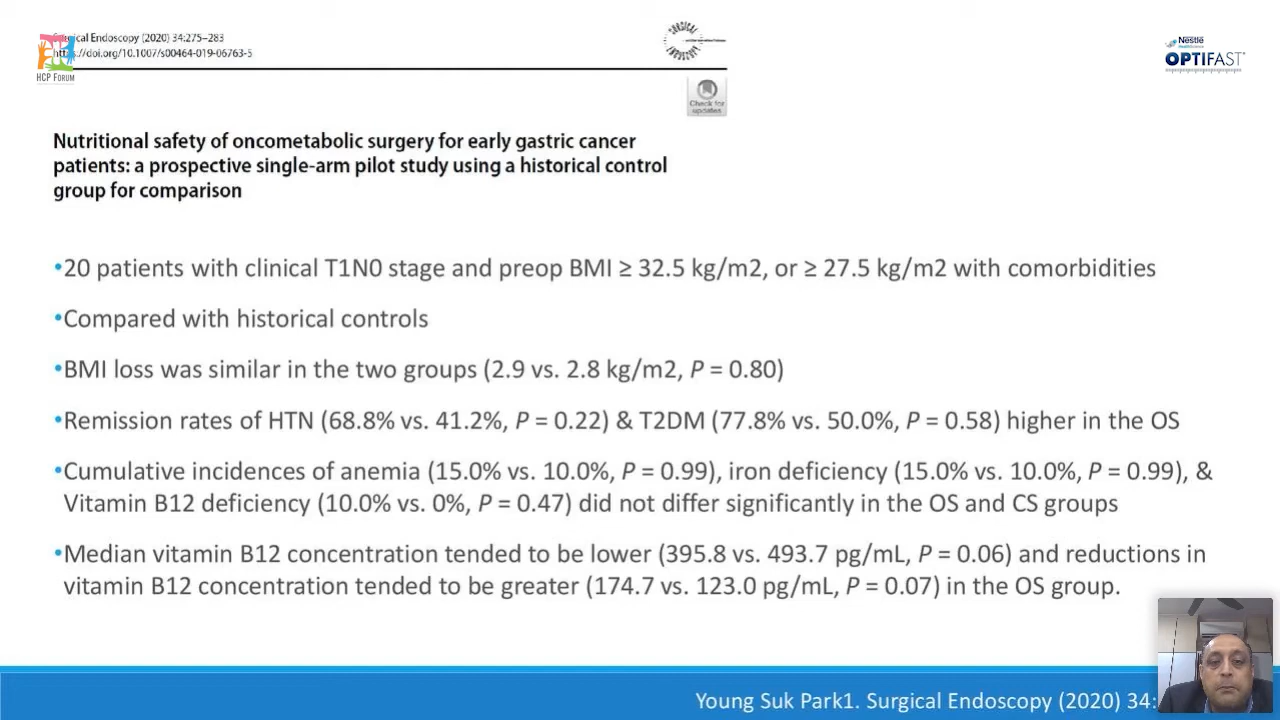 Surgical Endoscopy (2020) 34:275–283
https://doi.org/10.1007/s00464-019-06763-5
HCP FORUM
SURGICAL
ENDOSCOPY
Nestlé
HealthScience
OPTIFAST
Check for
updates
Nutritional safety of oncometabolic surgery for early gastric cancer
patients: a prospective single-arm pilot study using a historical control
group for comparison
•20 patients with clinical T1N0 stage and preop BMI ≥ 32.5 kg/m2, or ≥ 27.5 kg/m2 with comorbidities
•Compared with historical controls
•BMI loss was similar in the two groups (2.9 vs. 2.8 kg/m2, P = 0.80)
•Remission rates of HTN (68.8% vs. 41.2%, P = 0.22) & T2DM (77.8% vs. 50.0%, P = 0.58) higher in the OS
•Cumulative incidences of anemia (15.0% vs. 10.0%, P = 0.99), iron deficiency (15.0% vs. 10.0%, P = 0.99), &
Vitamin B12 deficiency (10.0% vs. 0%, P = 0.47) did not differ significantly in the OS and CS groups
•Median vitamin B12 concentration tended to be lower (395.8 vs. 493.7 pg/mL, P = 0.06) and reductions in
vitamin B12 concentration tended to be greater (174.7 vs. 123.0 pg/mL, P = 0.07) in the OS group.
Young Suk Park1. Surgical Endoscopy (2020) 34: